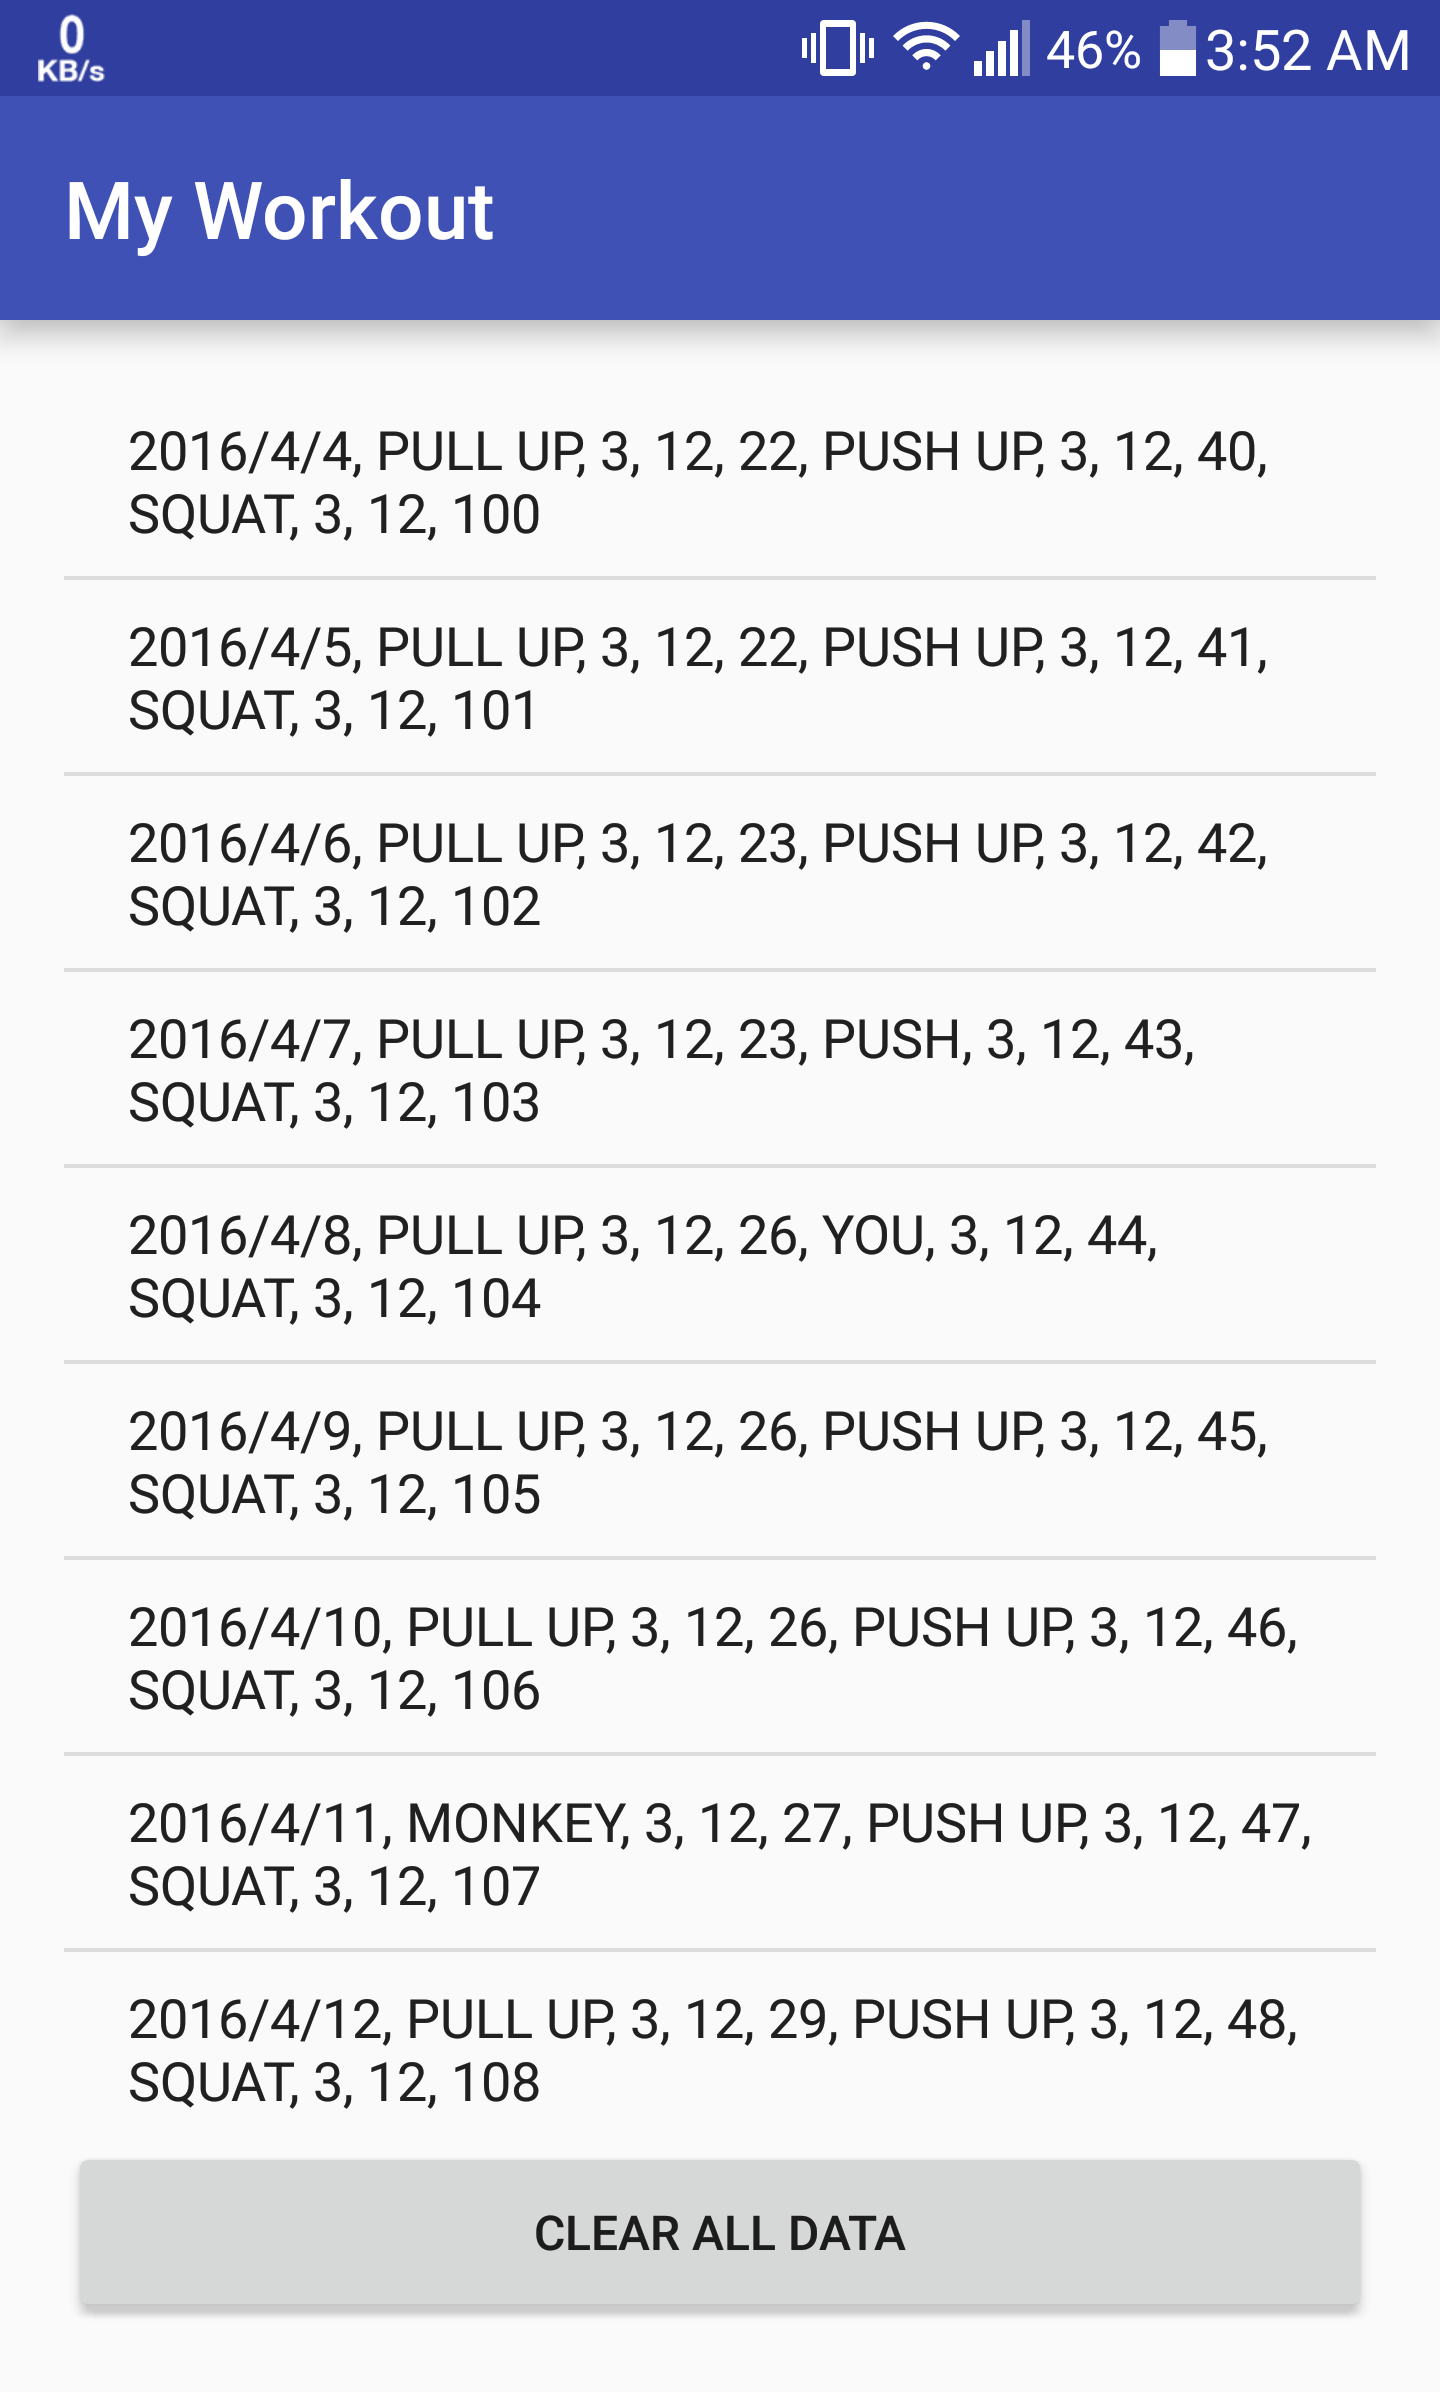 0
KB/s
46%
3:52 AM
My Workout
2016/4/4, PULL UP, 3, 12, 22, PUSH UP, 3, 12, 40,
SQUAT, 3, 12, 100
2016/4/5, PULL UP, 3, 12, 22, PUSH UP, 3, 12, 41,
SQUAT, 3, 12, 101
2016/4/6, PULL UP, 3, 12, 23, PUSH UP, 3, 12, 42,
SQUAT, 3, 12, 102
2016/4/7, PULL UP, 3, 12, 23, PUSH, 3, 12, 43,
SQUAT, 3, 12, 103
2016/4/8, PULL UP, 3, 12, 26, YOU, 3, 12, 44,
SQUAT, 3, 12, 104
2016/4/9, PULL UP, 3, 12, 26, PUSH UP, 3, 12, 45,
SQUAT, 3, 12, 105
2016/4/10, PULL UP, 3, 12, 26, PUSH UP, 3, 12, 46,
SQUAT, 3, 12, 106
2016/4/11, MONKEY, 3, 12, 27, PUSH UP, 3, 12, 47,
SQUAT, 3, 12, 107
2016/4/12, PULL UP, 3, 12, 29, PUSH UP, 3, 12, 48,
SQUAT, 3, 12, 108
CLEAR ALL DATA